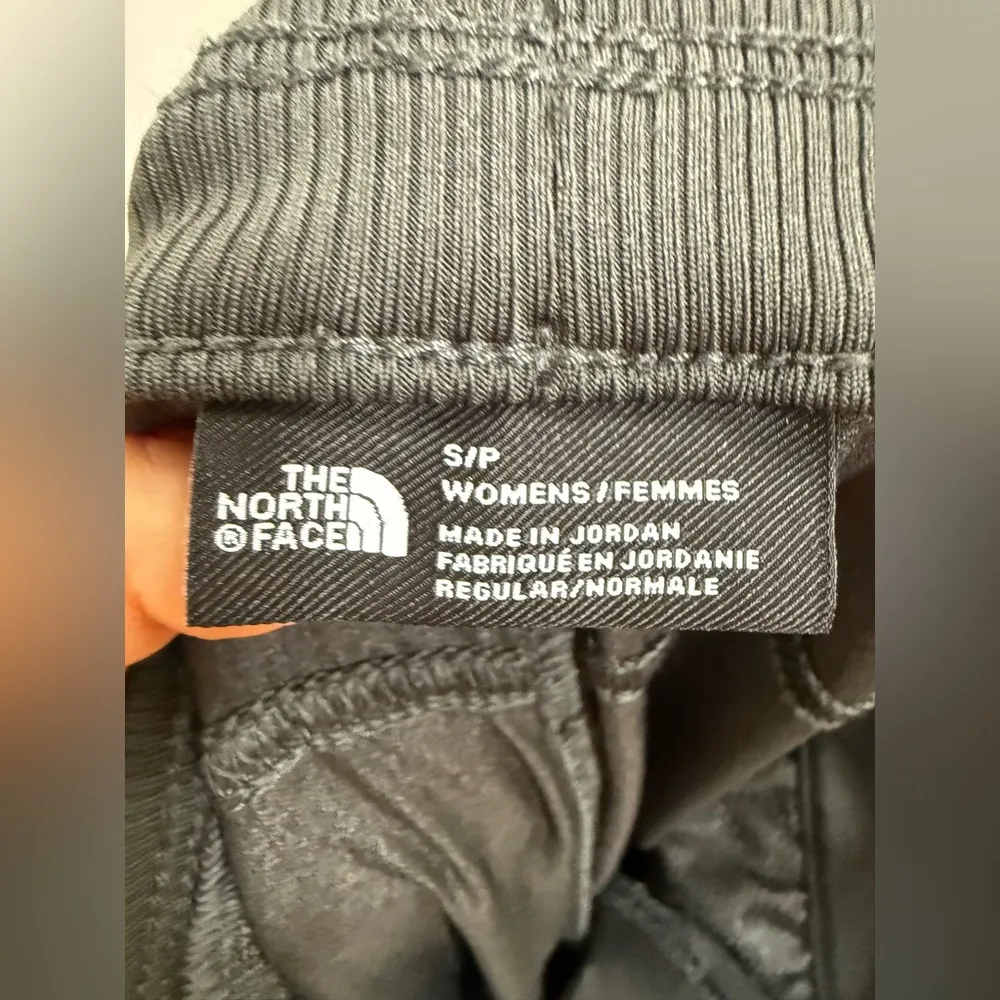 THE
NORTH
® FACE
S/P
WOMENS/FEMMES
MADE IN JORDAN
FABRIQUÉ EN JORDANIE
REGULAR/NORMALE